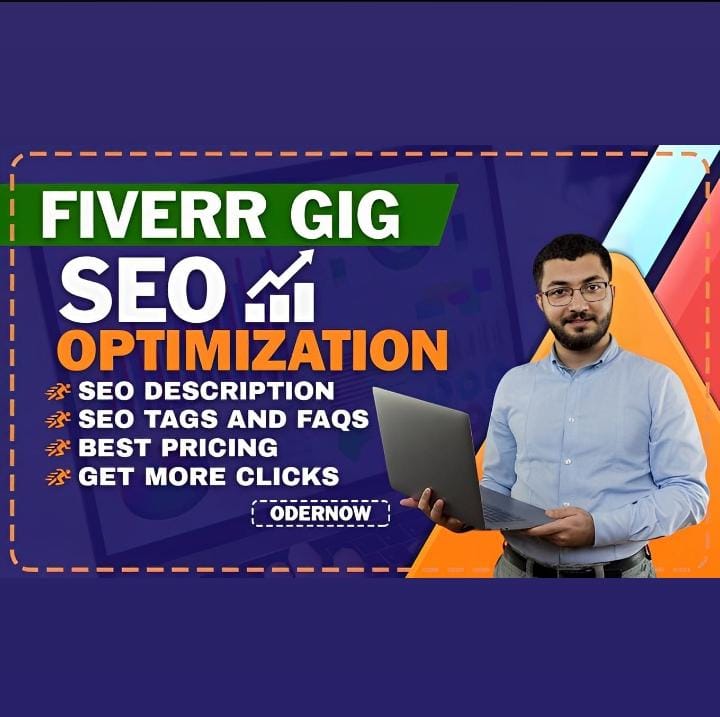 FIVERR GIG
SEO
OPTIMIZATION
SEO DESCRIPTION
SEO TAGS AND FAQS
BEST PRICING
GET MORE CLICKS
ODERNOW